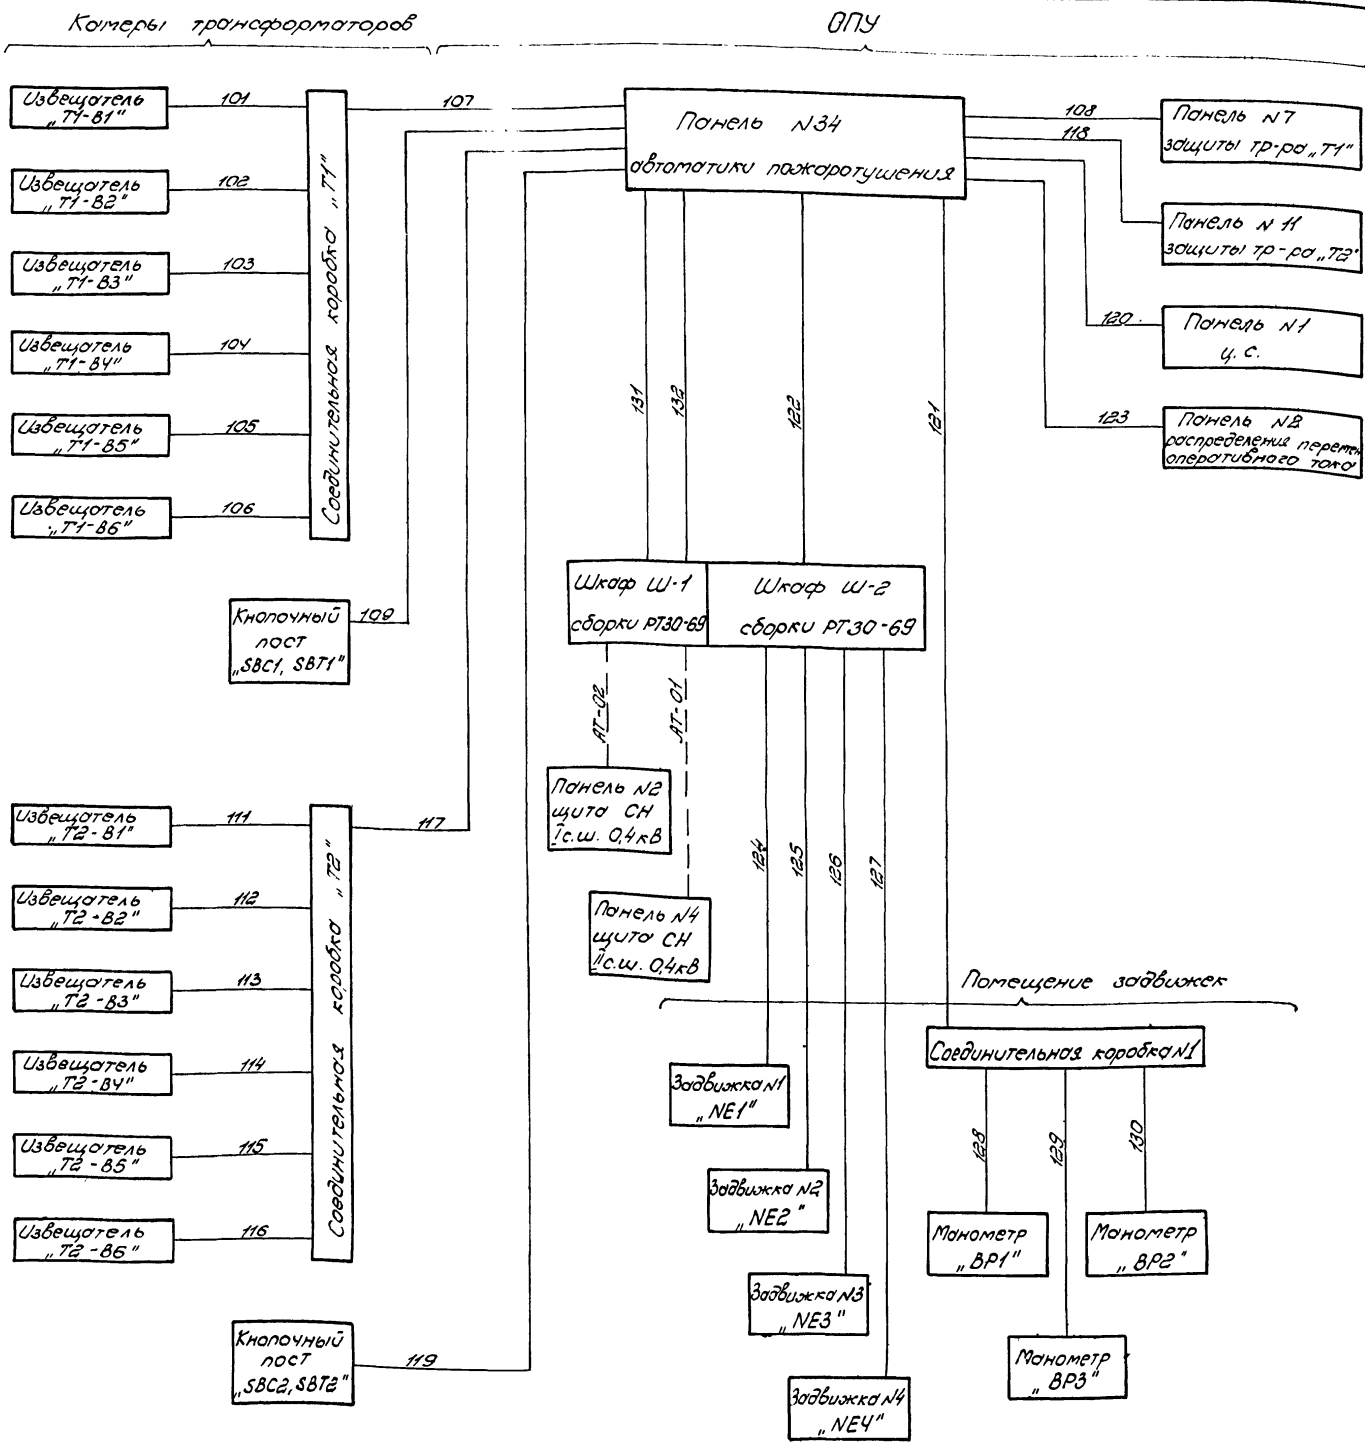 Камеры трансформаторов
ОПУ
Извещатель
„Т1-В1"
101
Извещатель
„Т1-В2"
102
Извещатель
„Т1-В3"
103
Извещатель
„Т1-В4"
104
Извещатель
„Т1-В5"
105
Извещатель
„Т1-В6"
106
Соединительная коробка „Т1"
107
Кнопочный
пост
„SBC1, SBT1"
109
Извещатель
„Т2-В1"
111
Извещатель
„Т2-В2"
112
Извещатель
„Т2-В3"
113
Извещатель
„Т2-В4"
114
Извещатель
„Т2-В5"
115
Извещатель
„Т2-В6"
116
Соединительная коробка „Т2"
117
Кнопочный
пост
„SBC2, SBT2"
119
Панель N34
автоматики пожаротушения
108
118
120
123
Панель N7
защиты тр-ра „Т1"
Панель N 11
защиты тр-ра „Т2"
Панель N1
ц. с.
Панель N8
распределения перемен
оперативного тока
131
132
122
121
Шкаф Ш-1
сборки РТ30-69
Шкаф Ш-2
сборки РТ30-69
АТ-02
АТ-01
Панель N2
щита СН
I с.ш. 0,4кВ
Панель N4
щита СН
II с.ш. 0,4кВ
124
125
126
127
Помещение задвижек
Соединительная коробка N1
Задвижка N1
„NE1"
Задвижка N2
„NE2"
Задвижка N3
„NE3"
Задвижка N4
„NE4"
128
129
130
Манометр
„ВР1"
Манометр
„ВР2"
Манометр
„ВР3"